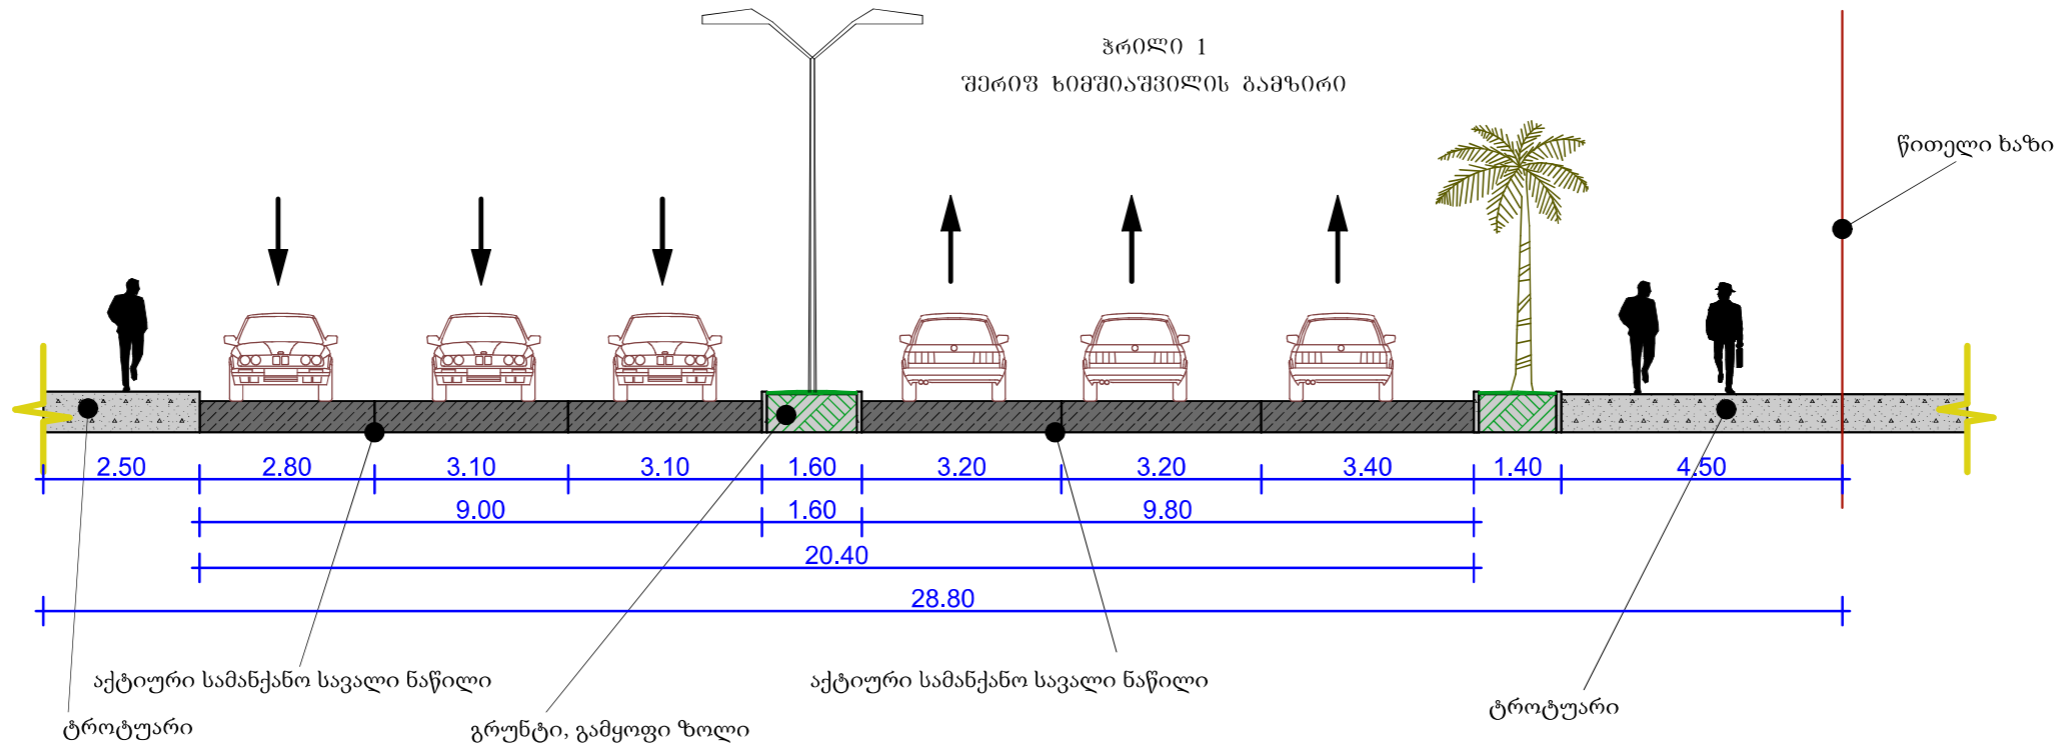 ჭრილი 1
შერიფ ხიმშიაშვილის გამზირი
წითელი ხაზი
2.50 2.80 3.10 3.10 1.60 3.20 3.20 3.40 1.40 4.50
9.00 1.60 9.80
20.40
28.80
აქტიური სამანქანო სავალი ნაწილი
აქტიური სამანქანო სავალი ნაწილი
ტროტუარი
ტროტუარი
გრუნტი, გამყოფი ზოლი